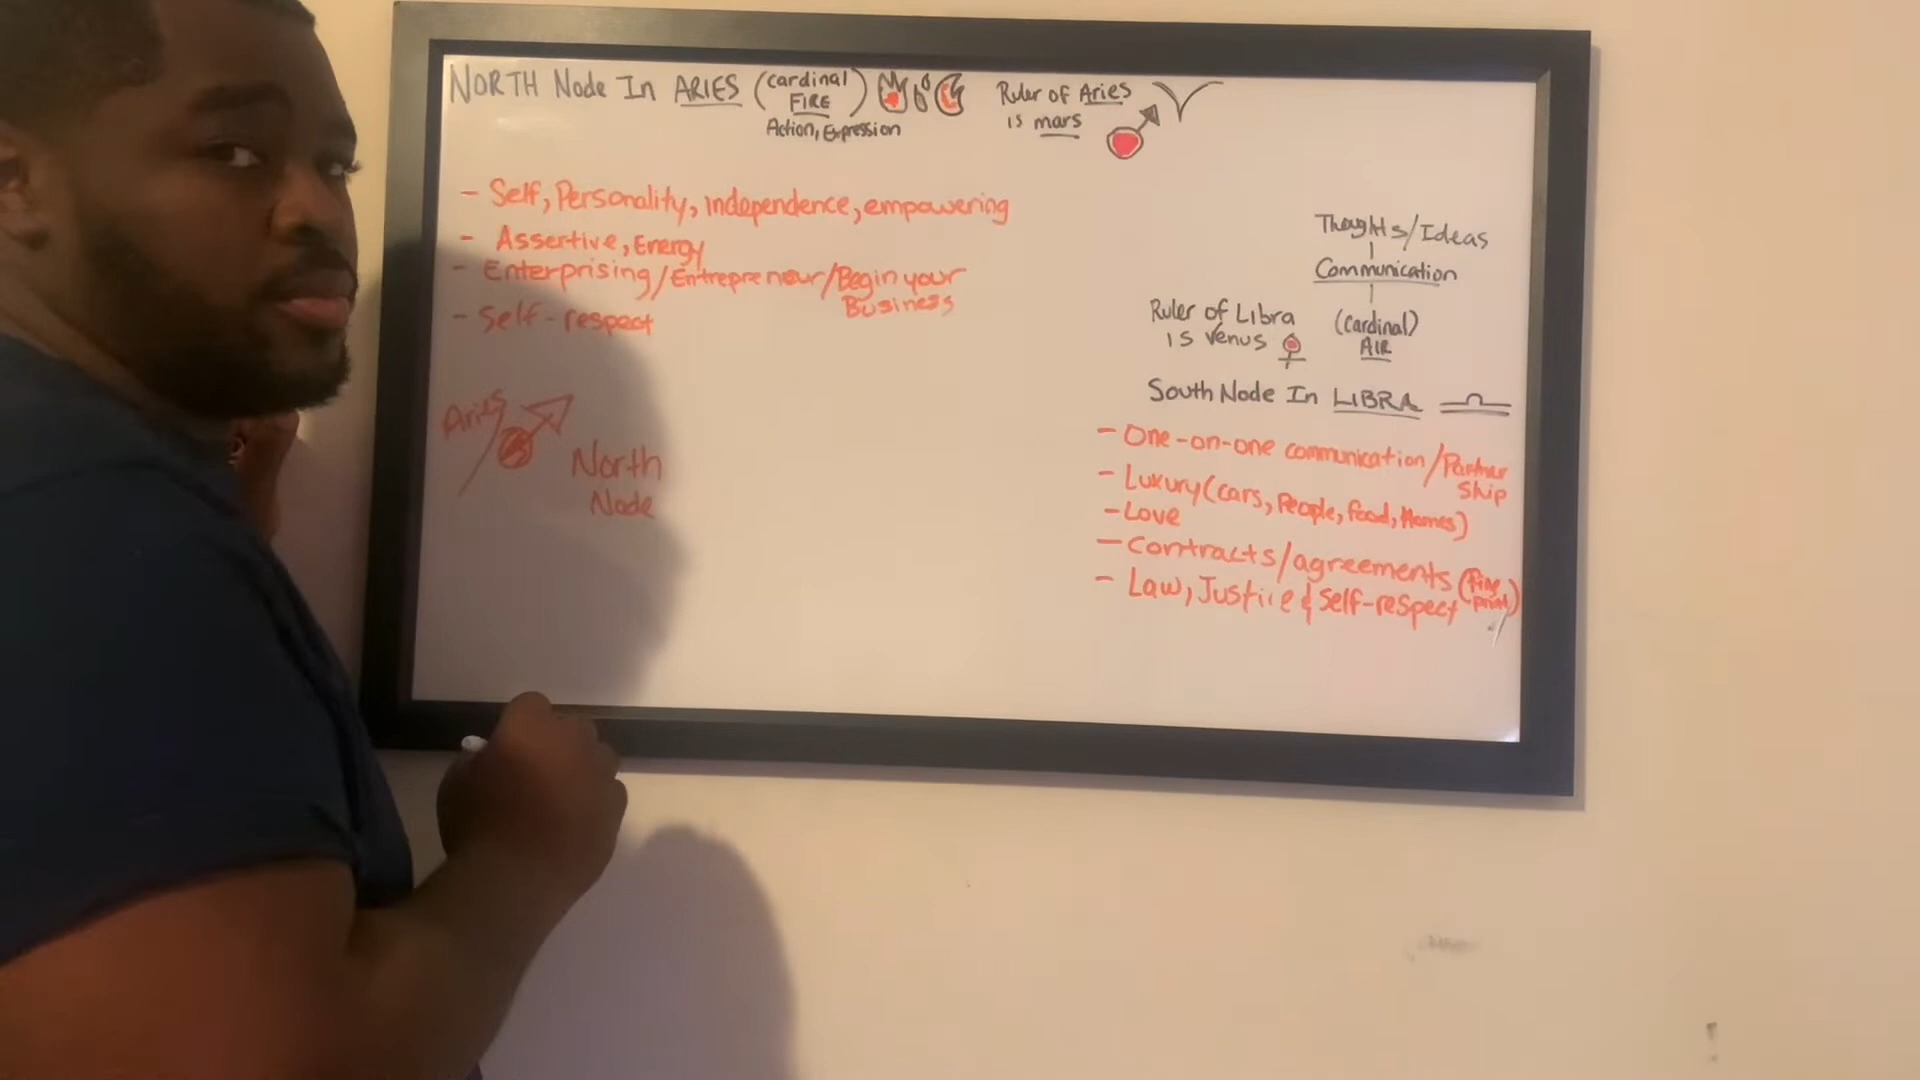 NORTH Node In ARIES (cardinal
FIRE)
Action, Expression
Ruler of Aries
is mars
- Self, Personality, independence, empowering
- Assertive, Energy
- Enterprising/Entrepreneur/Begin your
Business
- Self-respect
Aries
North
Node
Thoughts/Ideas
Communication
(cardinal)
AIR
Ruler of Libra
is Venus
South Node In LIBRA
- One-on-one communication/Partner
Ship
- Luxury (cars, People, food, Homes)
- Love
- Contracts/agreements (fine
print)
- Law, Justice & Self-respect